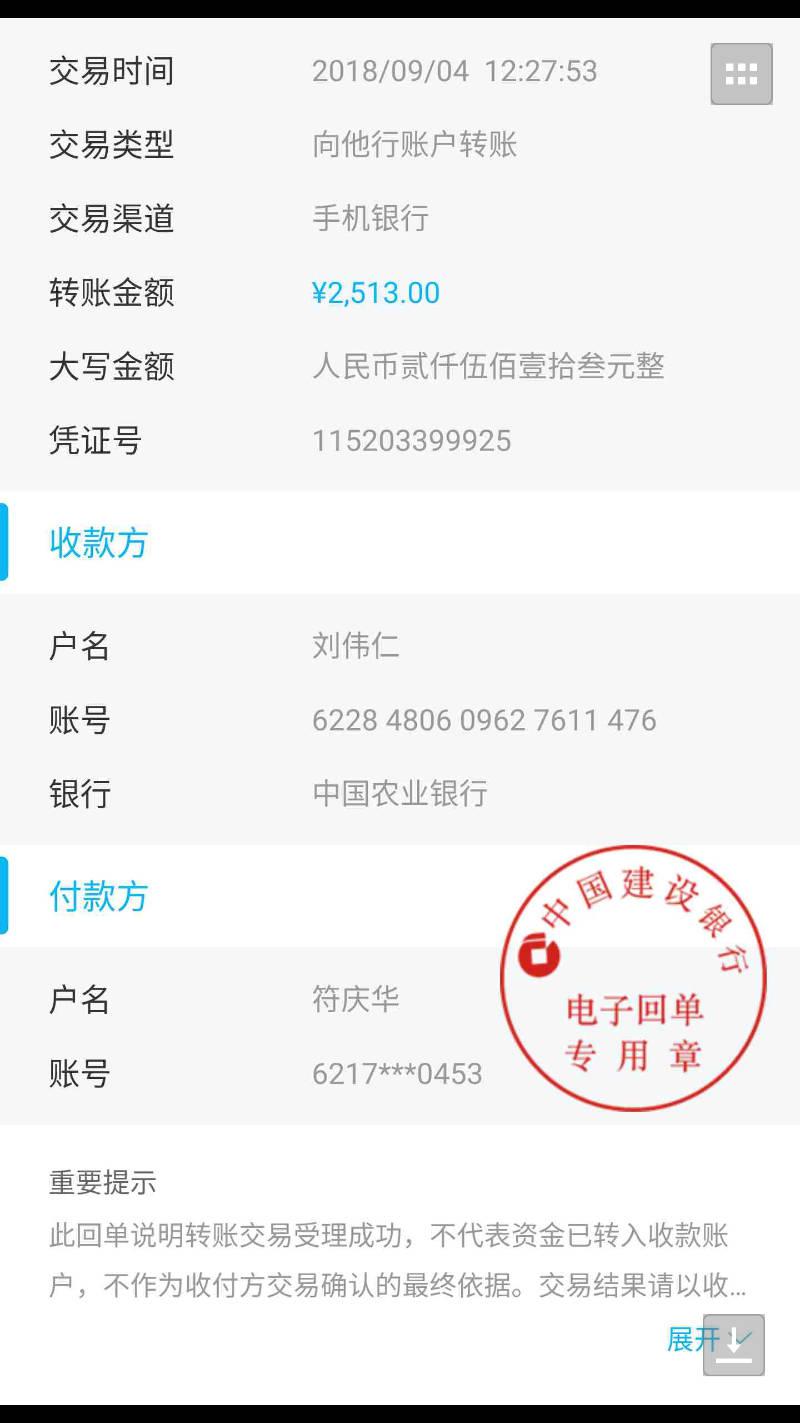 交易时间 2018/09/04 12:27:53
交易类型 向他行账户转账
交易渠道 手机银行
转账金额 ¥2,513.00
大写金额 人民币贰仟伍佰壹拾叁元整
凭证号 115203399925
收款方
户名 刘伟仁
账号 6228 4806 0962 7611 476
银行 中国农业银行
付款方
中国建设银行
户名 符庆华
电子回单
专用章
账号 6217***0453
重要提示
此回单说明转账交易受理成功，不代表资金已转入收款账
户，不作为收付方交易确认的最终依据。交易结果请以收...
展开